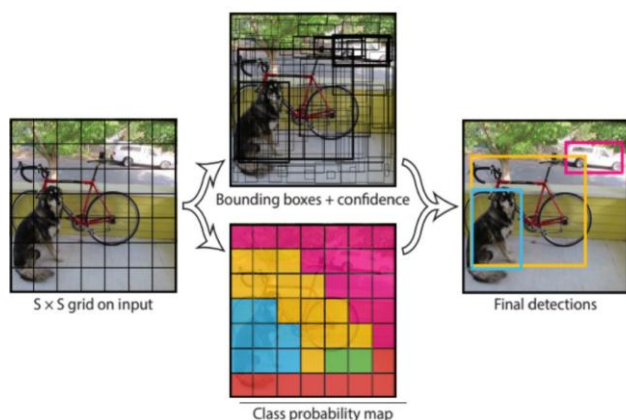 Bounding boxes + confidence
S × S grid on input
Final detections
Class probability map